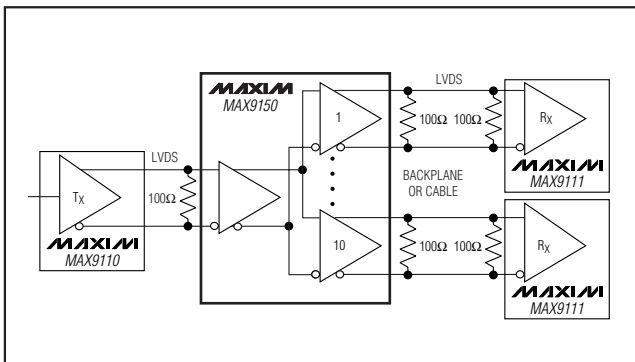 MAXIM
MAX9150
LVDS
1
100Ω
100Ω
RX
MAXIM
MAX9111
LVDS
TX
100Ω
MAXIM
MAX9110
BACKPLANE
OR CABLE
10
100Ω
100Ω
RX
MAXIM
MAX9111